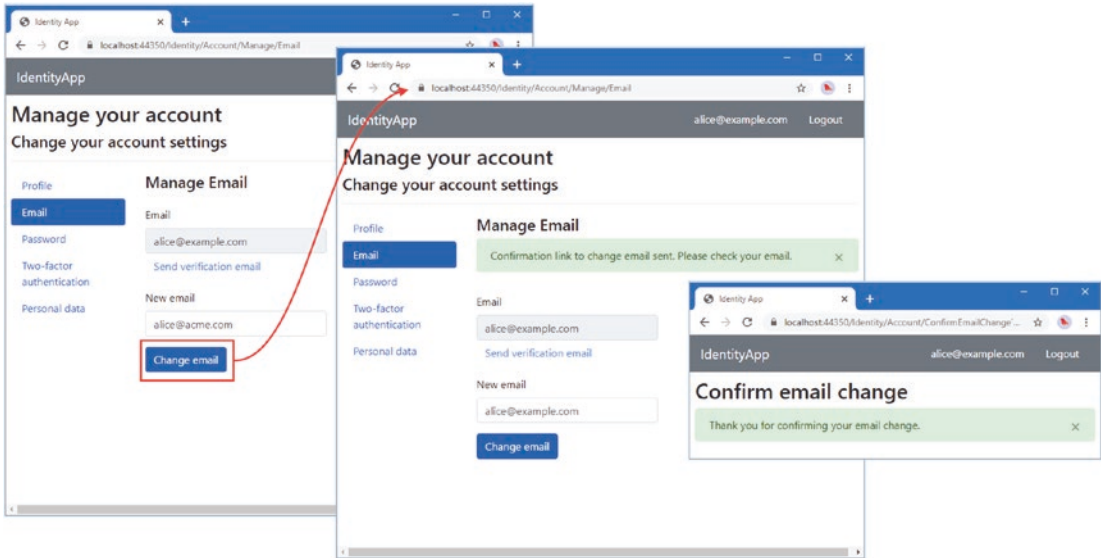 Identity App
localhost:44350/Identity/Account/Manage/Email
IdentityApp
Manage your account
Change your account settings
Profile
Email
Password
Two-factor
authentication
Personal data
Manage Email
Email
alice@example.com
Send verification email
New email
alice@acme.com
Change email
Identity App
localhost:44350/Identity/Account/Manage/Email
IdentityApp
alice@example.com
Logout
Manage your account
Change your account settings
Profile
Email
Password
Two-factor
authentication
Personal data
Manage Email
Confirmation link to change email sent. Please check your email.
Email
alice@example.com
Send verification email
New email
alice@example.com
Change email
Identity App
localhost:44350/Identity/Account/ConfirmEmailChange?...
IdentityApp
alice@example.com
Logout
Confirm email change
Thank you for confirming your email change.